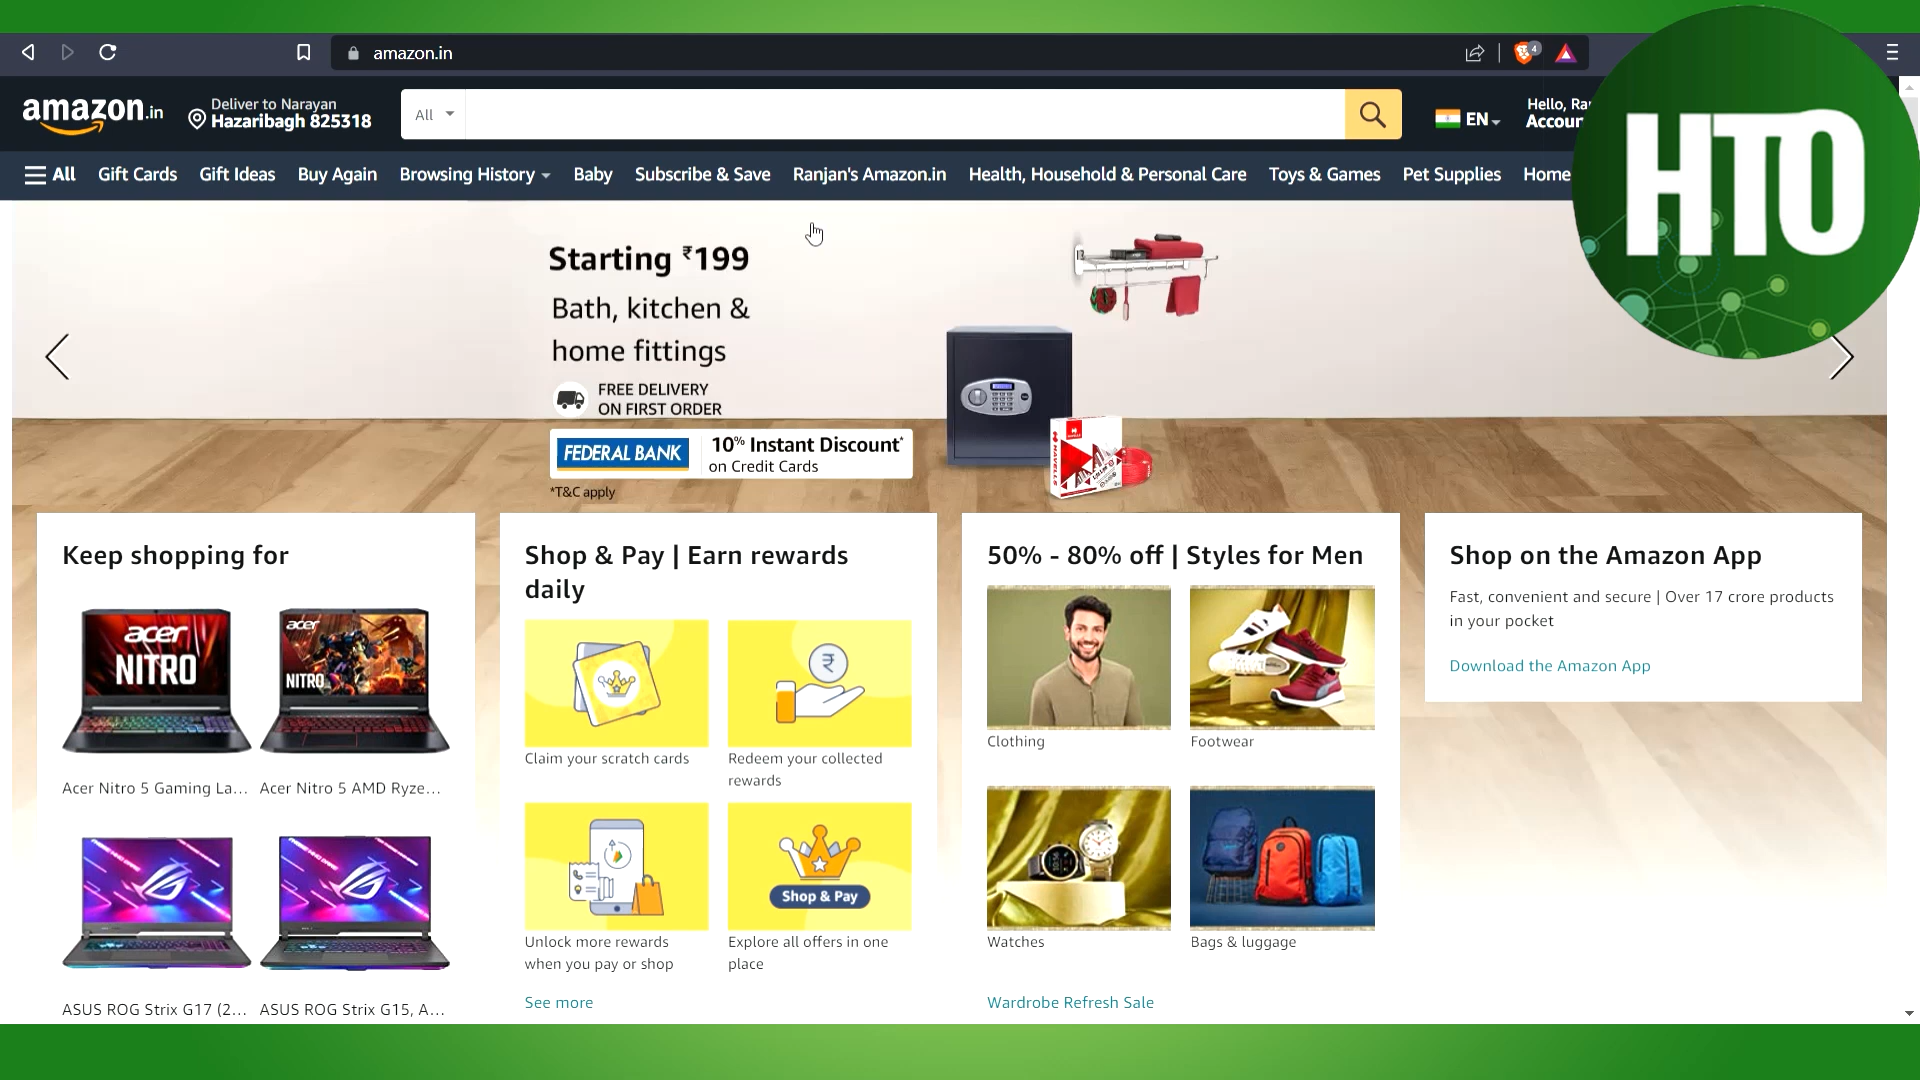 amazon.in
4
HTO
amazon.in
Deliver to Narayan
Hazaribagh 825318
All
EN
Hello, Ra
Accour
All
Gift Cards
Gift Ideas
Buy Again
Browsing History
Baby
Subscribe & Save
Ranjan's Amazon.in
Health, Household & Personal Care
Toys & Games
Pet Supplies
Home
Starting ₹199
Bath, kitchen &
home fittings
FREE DELIVERY
ON FIRST ORDER
FEDERAL BANK
10% Instant Discount*
on Credit Cards
*T&C apply
HAVELLS
Keep shopping for
acer
NITRO
acer
NITRO
Acer Nitro 5 Gaming La...
Acer Nitro 5 AMD Ryze...
ASUS ROG Strix G17 (2...
ASUS ROG Strix G15, A...
Shop & Pay | Earn rewards
daily
₹
Claim your scratch cards
Redeem your collected
rewards
Shop & Pay
Unlock more rewards
when you pay or shop
Explore all offers in one
place
See more
50% - 80% off | Styles for Men
Clothing
Footwear
Watches
Bags & luggage
Wardrobe Refresh Sale
Shop on the Amazon App
Fast, convenient and secure | Over 17 crore products
in your pocket
Download the Amazon App